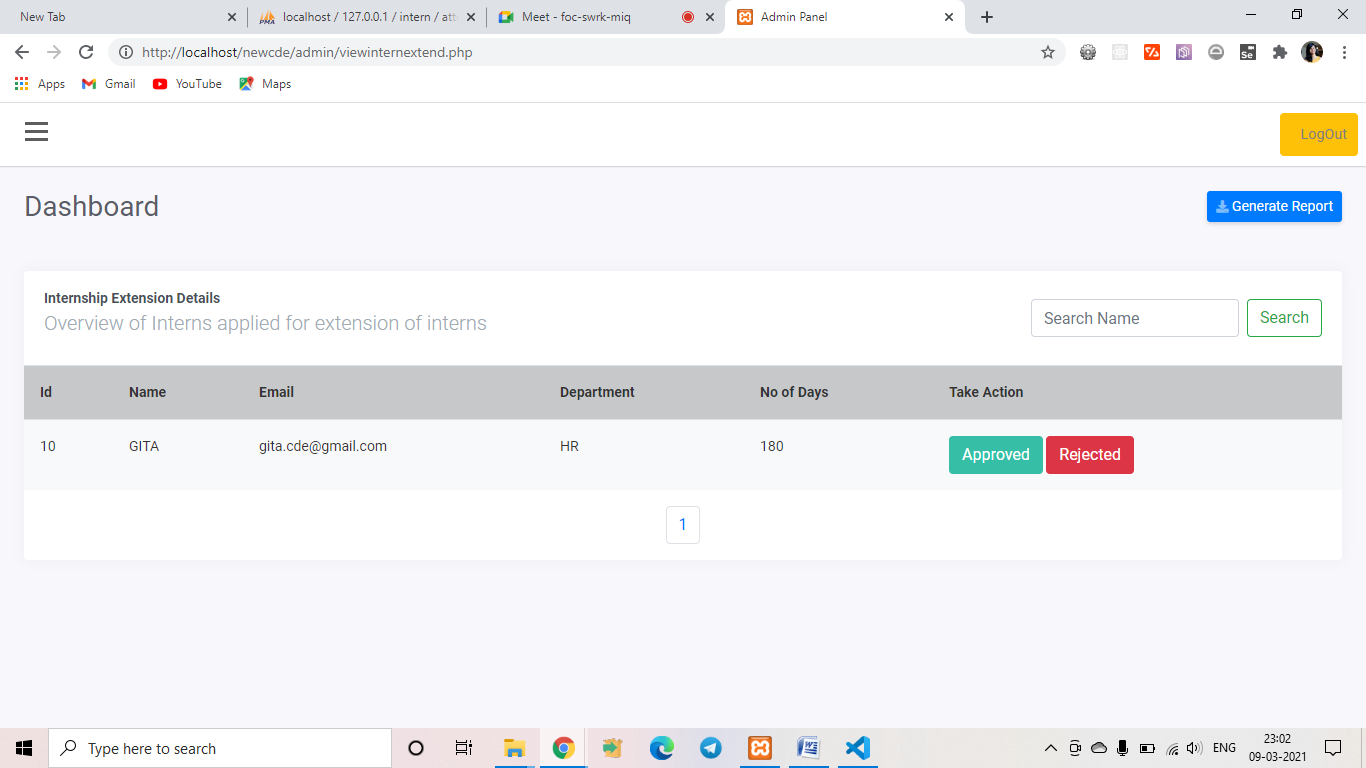 New Tab
localhost / 127.0.0.1 / intern / att
Meet - foc-swrk-miq
Admin Panel
http://localhost/newcde/admin/viewinternextend.php
Apps
Gmail
YouTube
Maps
LogOut
Dashboard
Generate Report
Internship Extension Details
Overview of Interns applied for extension of interns
Search Name
Search
Id Name Email Department No of Days Take Action
10 GITA gita.cde@gmail.com HR 180 Approved Rejected
1
Type here to search
ENG
23:02
09-03-2021